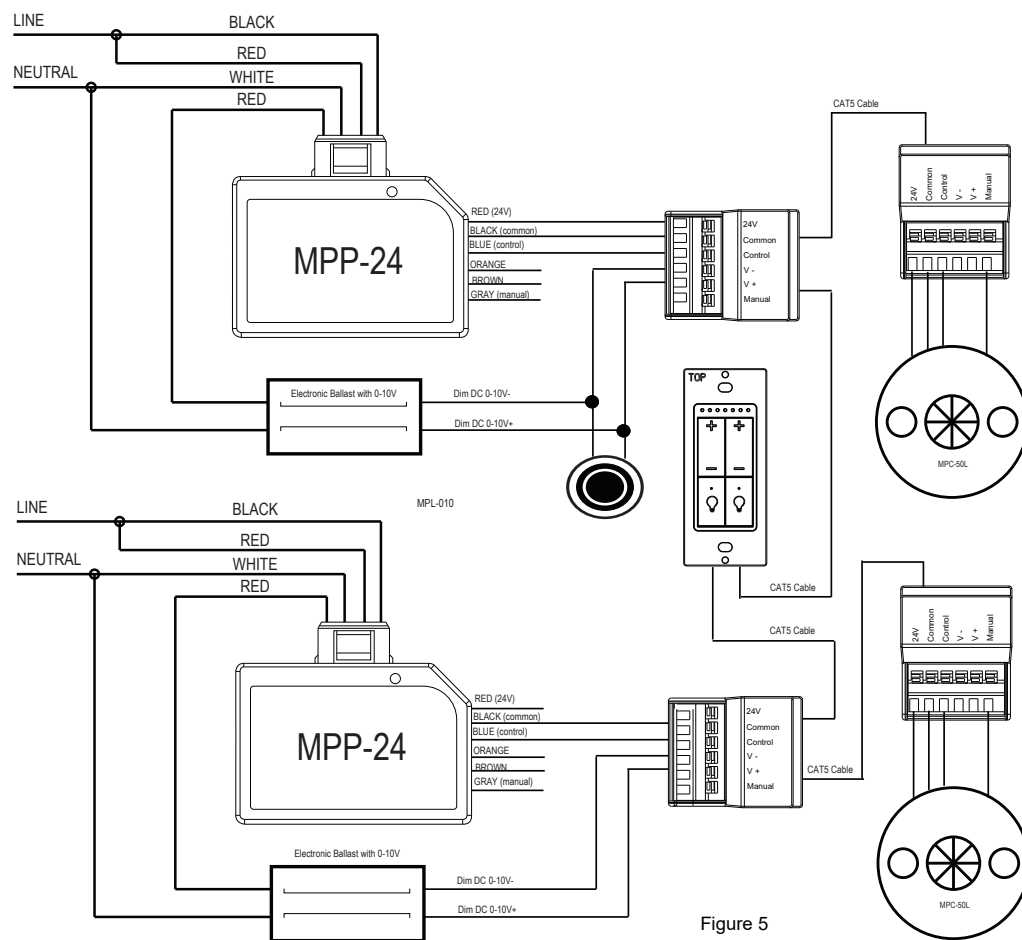 LINE
BLACK
RED
NEUTRAL
WHITE
RED
MPP-24
RED (24V)
BLACK (common)
BLUE (control)
ORANGE
BROWN
GRAY (manual)
24V
Common
Control
V -
V +
Manual
CAT5 Cable
24V
Common
Control
V -
V +
Manual
MPC-50L
Electronic Ballast with 0-10V
Dim DC 0-10V-
Dim DC 0-10V+
MPL-010
TOP
CAT5 Cable
CAT5 Cable
LINE
BLACK
RED
NEUTRAL
WHITE
RED
MPP-24
RED (24V)
BLACK (common)
BLUE (control)
ORANGE
BROWN
GRAY (manual)
24V
Common
Control
V -
V +
Manual
CAT5 Cable
24V
Common
Control
V -
V +
Manual
MPC-50L
Electronic Ballast with 0-10V
Dim DC 0-10V-
Dim DC 0-10V+
Figure 5